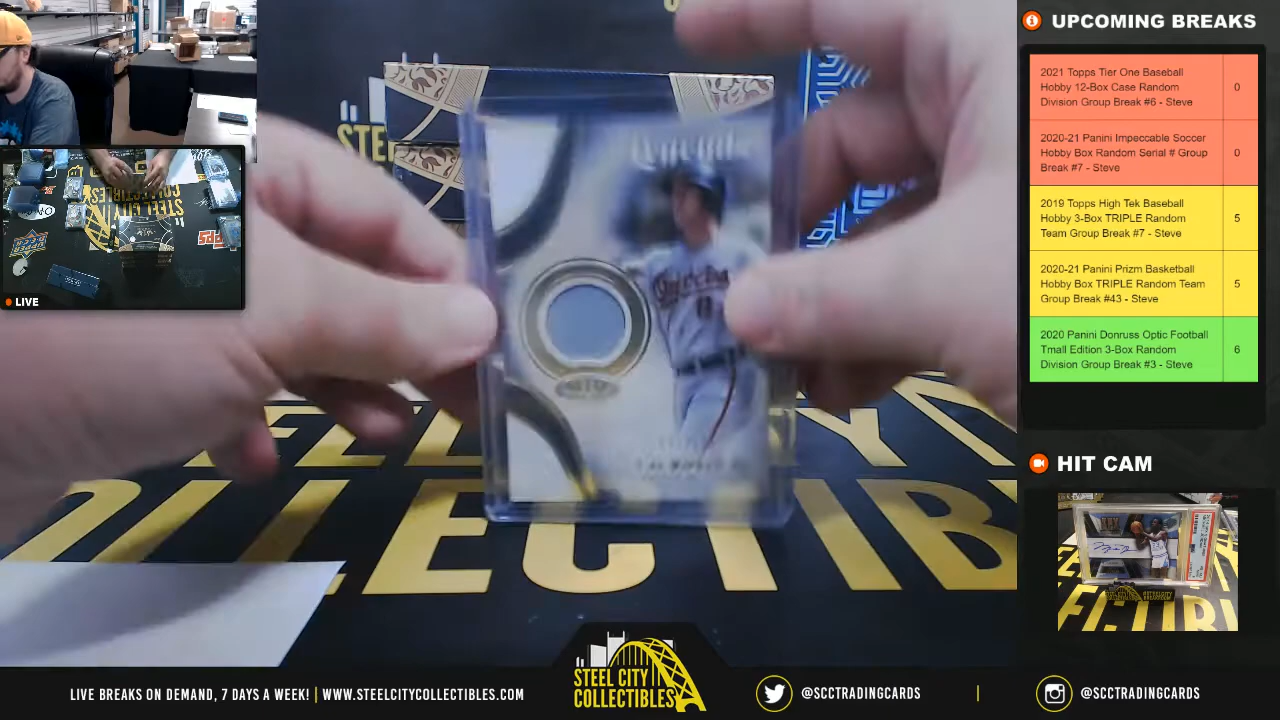 UPCOMING BREAKS
2021 Topps Tier One Baseball
Hobby 12-Box Case Random
Division Group Break #6 - Steve
0
2020-21 Panini Impeccable Soccer
Hobby Box Random Serial # Group
Break #7 - Steve
0
2019 Topps High Tek Baseball
Hobby 3-Box TRIPLE Random
Team Group Break #7 - Steve
5
2020-21 Panini Prizm Basketball
Hobby Box TRIPLE Random Team
Group Break #43 - Steve
5
2020 Panini Donruss Optic Football
Tmall Edition 3-Box Random
Division Group Break #3 - Steve
6
LIVE
HIT CAM
LIVE BREAKS ON DEMAND, 7 DAYS A WEEK! | WWW.STEELCITYCOLLECTIBLES.COM
STEEL CITY
COLLECTIBLES
@SCCTRADINGCARDS
@SCCTRADINGCARDS